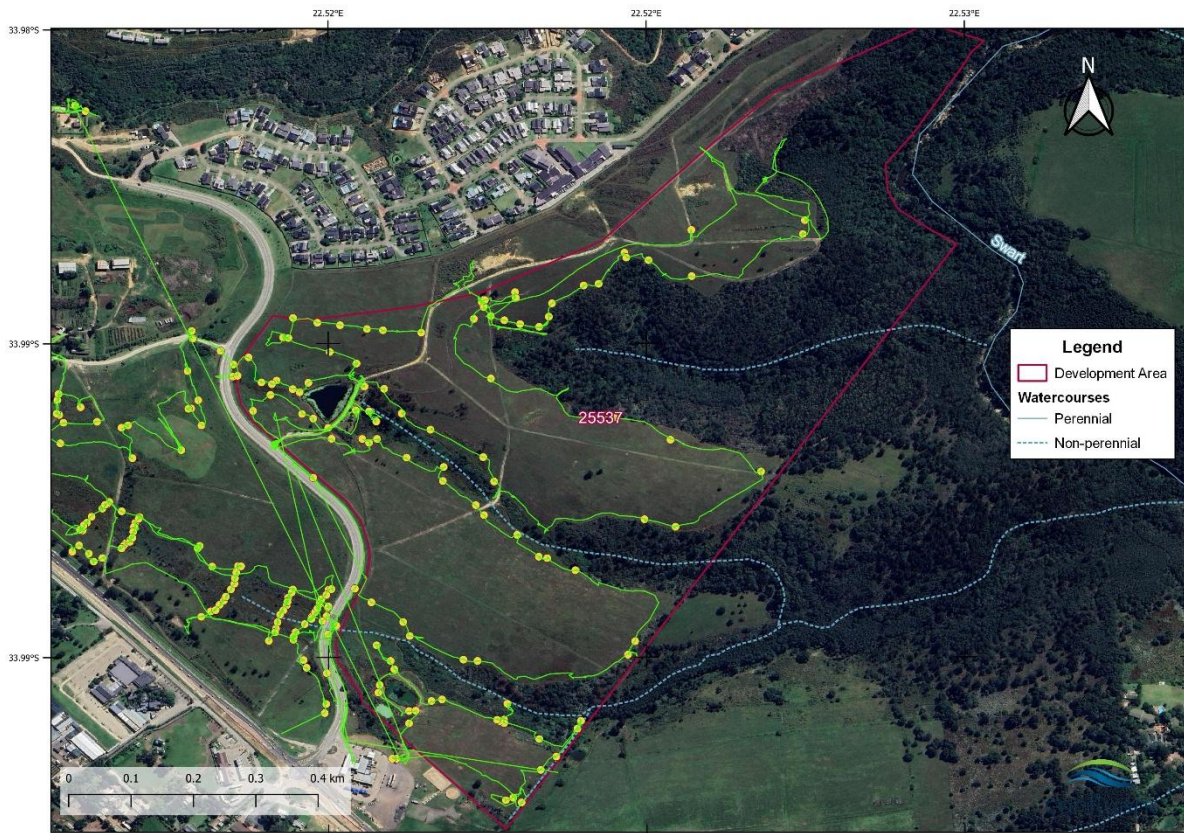 22.52°E
22.52°E
22.53°E
33.98°S
N
Swart
33.99°S
Legend
Development Area
Watercourses
Perennial
Non-perennial
25537
33.99°S
0 0.1 0.2 0.3 0.4 km